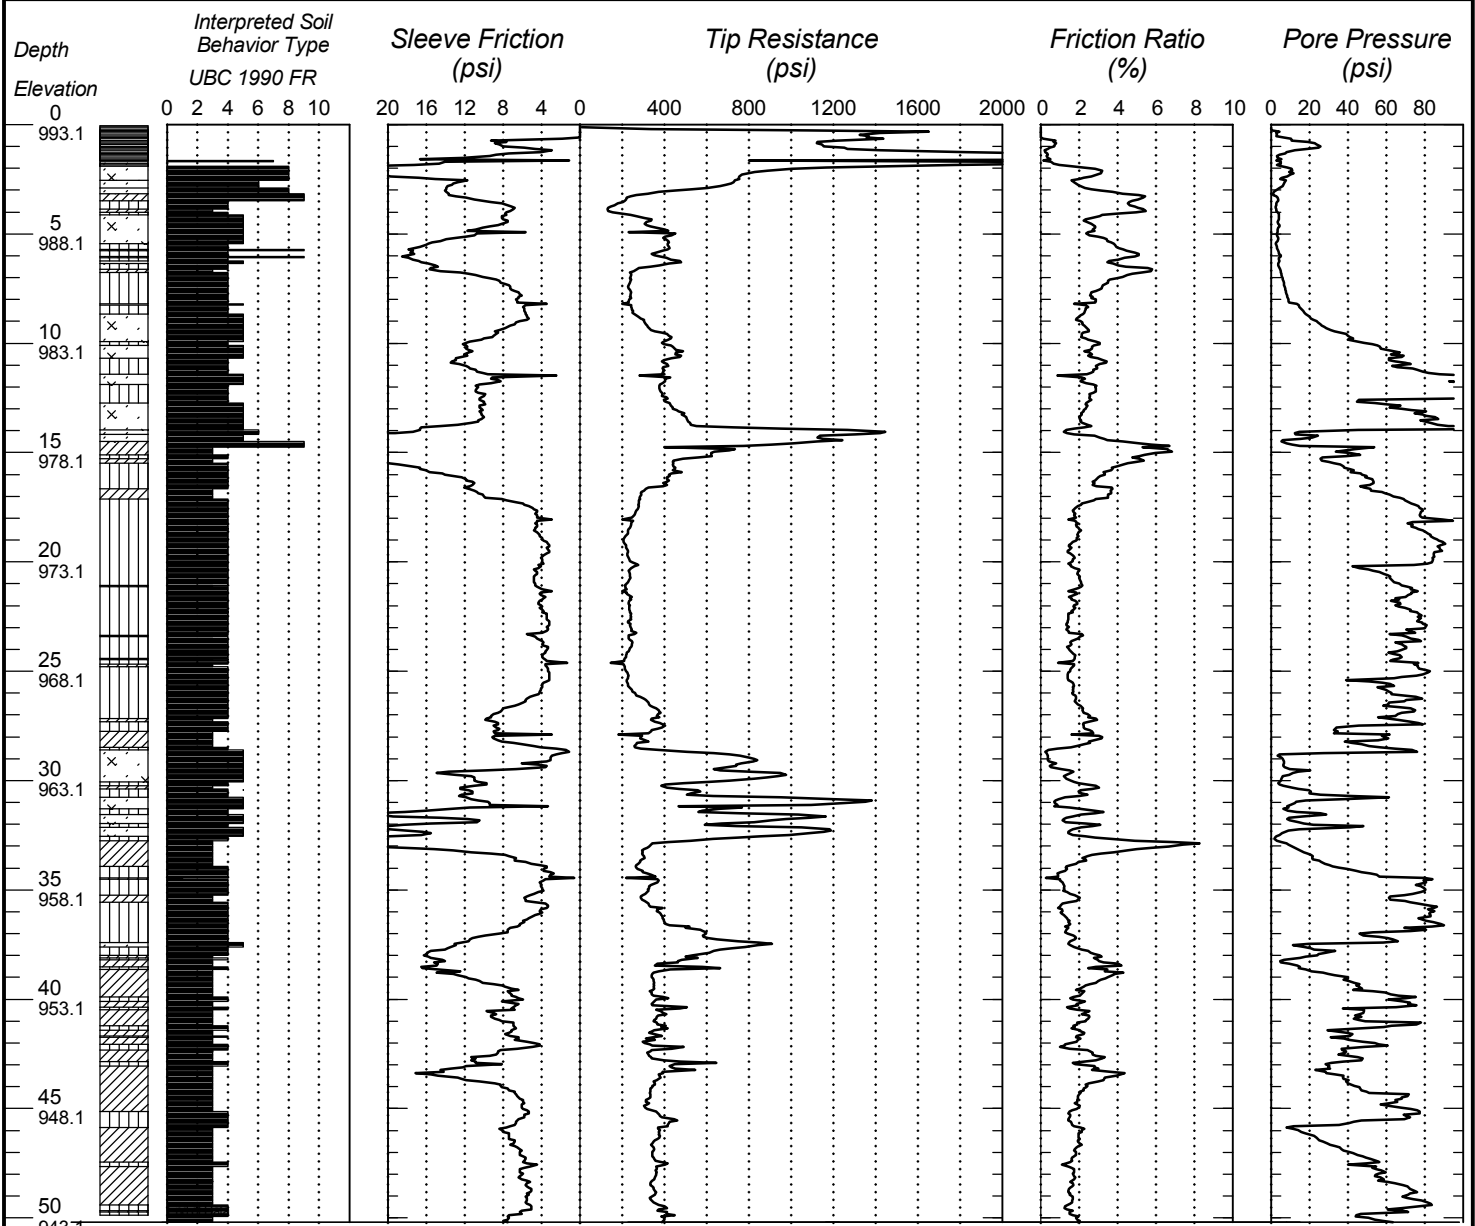 Interpreted Soil
Behavior Type
UBC 1990 FR
Depth
Elevation
Sleeve Friction
(psi)
Tip Resistance
(psi)
Friction Ratio
(%)
Pore Pressure
(psi)
0 2 4 6 8 10
20 16 12 8 4 0
400 800 1200 1600 2000
0 2 4 6 8 10
0 20 40 60 80
0
993.1
5
988.1
10
983.1
15
978.1
20
973.1
25
968.1
30
963.1
35
958.1
40
953.1
45
948.1
50